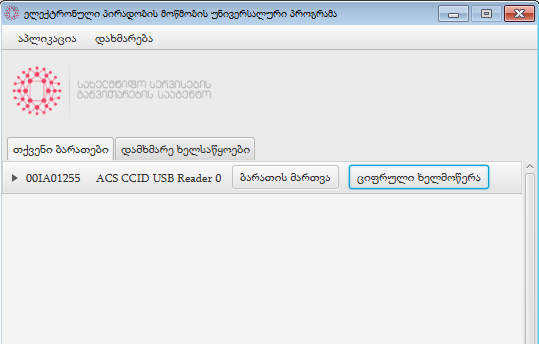 ელექტრონული პირადობის მოწმობის უნივერსალური პროგრამა
აპლიკაცია დახმარება
სახელმწიფო სერვისების
განვითარების სააგენტო
თქვენი ბარათები დამხმარე ხელსაწყოები
00IA01255 ACS CCID USB Reader 0 ბარათის მართვა ციფრული ხელმოწერა